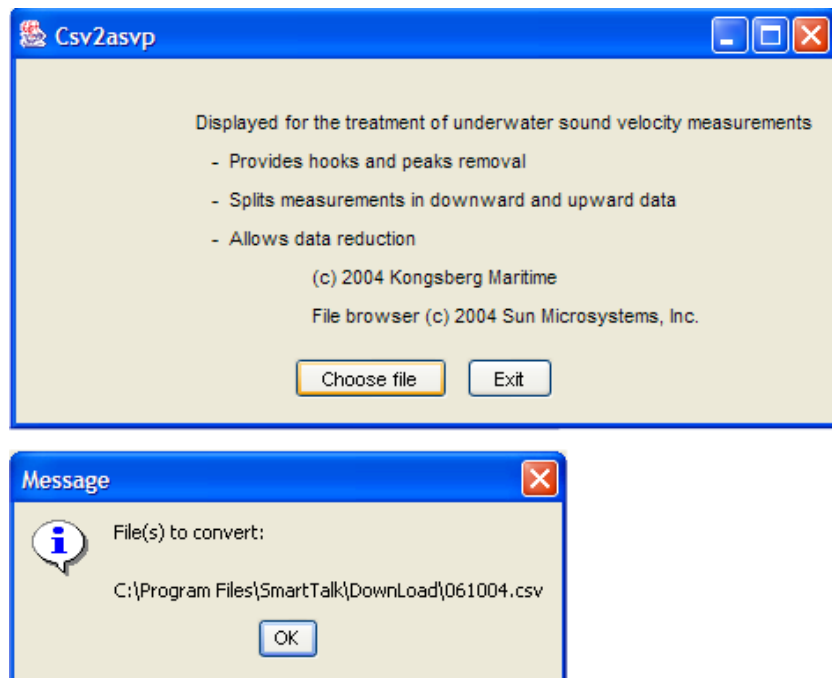 Csv2asvp
Displayed for the treatment of underwater sound velocity measurements
- Provides hooks and peaks removal
- Splits measurements in downward and upward data
- Allows data reduction
(c) 2004 Kongsberg Maritime
File browser (c) 2004 Sun Microsystems, Inc.
Choose file Exit
Message
File(s) to convert:
C:\Program Files\SmartTalk\DownLoad\061004.csv
OK